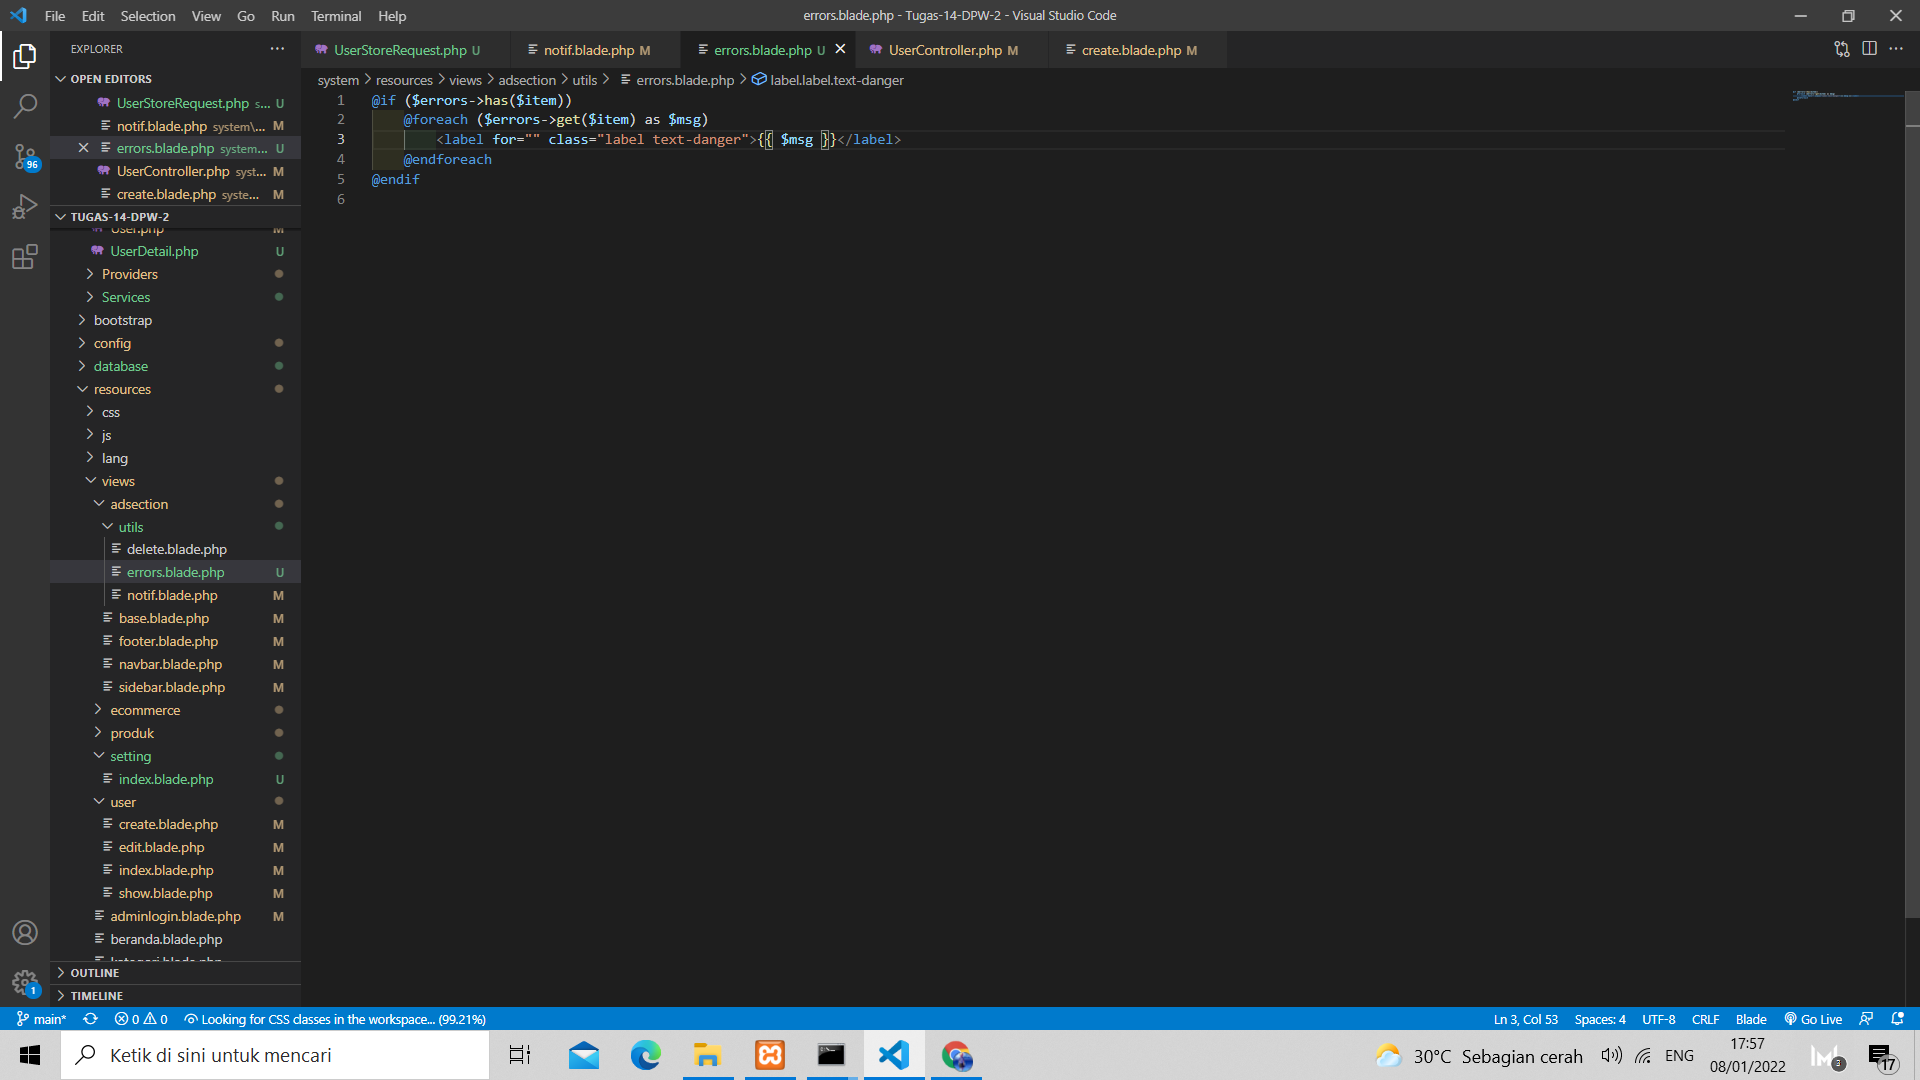 File Edit Selection View Go Run Terminal Help
errors.blade.php - Tugas-14-DPW-2 - Visual Studio Code
EXPLORER
OPEN EDITORS
UserStoreRequest.php s... U
notif.blade.php system\... M
errors.blade.php system... U
UserController.php syst... M
create.blade.php syste... M
TUGAS-14-DPW-2
User.php M
UserDetail.php U
Providers
Services
bootstrap
config
database
resources
css
js
lang
views
adsection
utils
delete.blade.php
errors.blade.php U
notif.blade.php M
base.blade.php M
footer.blade.php M
navbar.blade.php M
sidebar.blade.php M
ecommerce
produk
setting
index.blade.php U
user
create.blade.php M
edit.blade.php M
index.blade.php M
show.blade.php M
adminlogin.blade.php M
beranda.blade.php
OUTLINE
TIMELINE
96
1
UserStoreRequest.php U
notif.blade.php M
errors.blade.php U
UserController.php M
create.blade.php M
system > resources > views > adsection > utils > errors.blade.php > label.label.text-danger
1 @if ($errors->has($item))
2 @foreach ($errors->get($item) as $msg)
3 <label for="" class="label text-danger">{{ $msg }}</label>
4 @endforeach
5 @endif
6
main* 0 0 Looking for CSS classes in the workspace... (99.21%)
Ln 3, Col 53 Spaces: 4 UTF-8 CRLF Blade Go Live
Ketik di sini untuk mencari
30°C Sebagian cerah ENG
17:57
08/01/2022
3
17